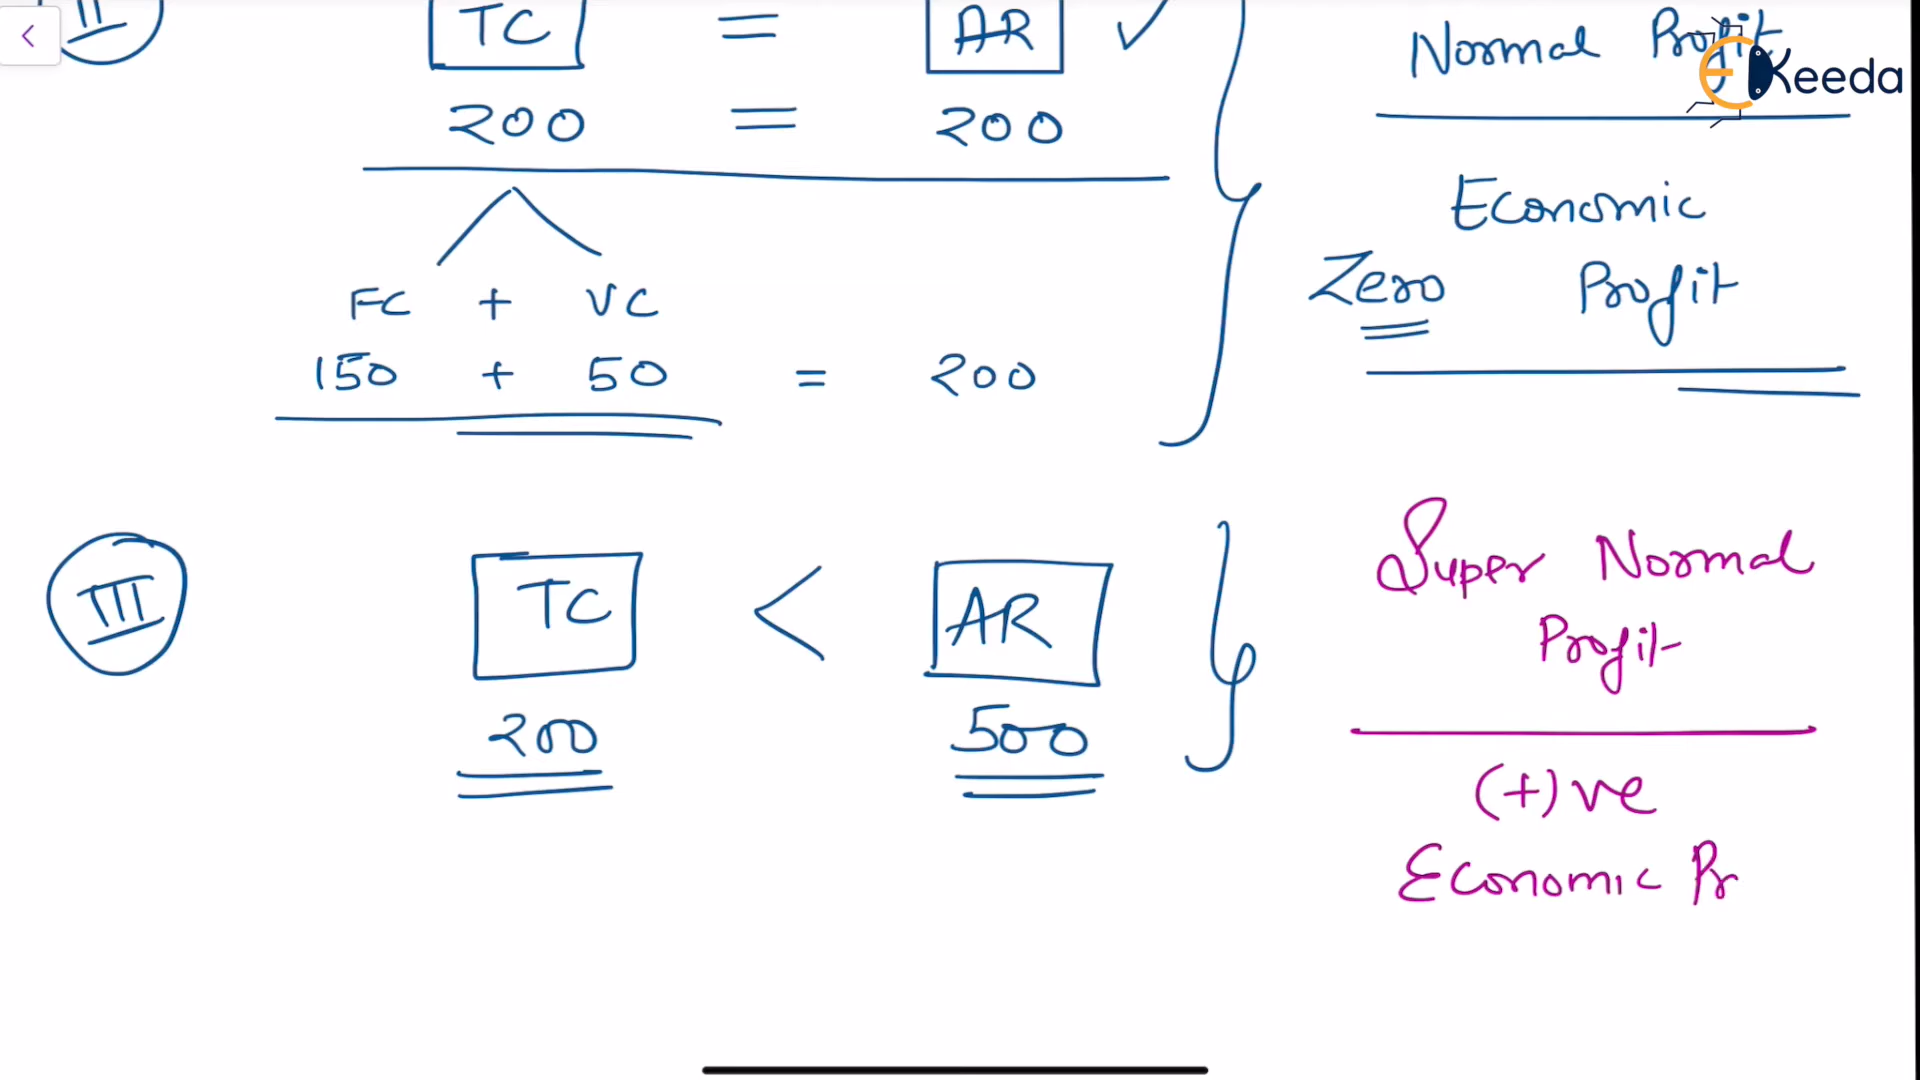 II TC = AR ✓
Normal Profit
EKeeda
200 = 200
Economic
Zero Profit
FC + VC
150 + 50 = 200
III TC < AR
Super Normal
Profit
200 500
(+)ve
Economic Pr